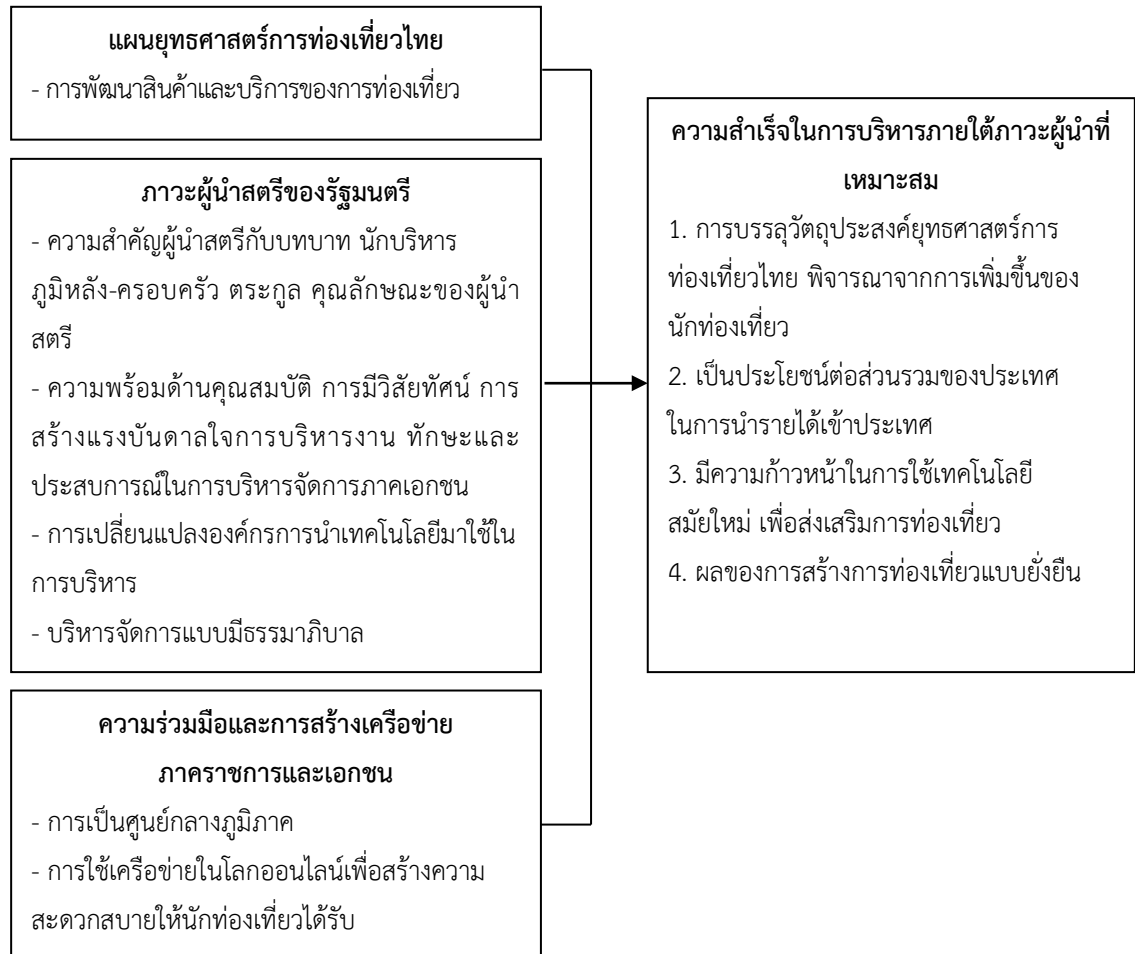 แผนยุทธศาสตร์การท่องเที่ยวไทย
- การพัฒนาสินค้าและบริการของการท่องเที่ยว
ภาวะผู้นำสตรีของรัฐมนตรี
- ความสำคัญผู้นำสตรีกับบทบาท นักบริหาร
ภูมิหลัง-ครอบครัว ตระกูล คุณลักษณะของผู้นำ
สตรี
- ความพร้อมด้านคุณสมบัติ การมีวิสัยทัศน์ การ
สร้างแรงบันดาลใจการบริหารงาน ทักษะและ
ประสบการณ์ในการบริหารจัดการภาคเอกชน
- การเปลี่ยนแปลงองค์กรการนำเทคโนโลยีมาใช้ใน
การบริหาร
- บริหารจัดการแบบมีธรรมาภิบาล
ความร่วมมือและการสร้างเครือข่าย
ภาคราชการและเอกชน
- การเป็นศูนย์กลางภูมิภาค
- การใช้เครือข่ายในโลกออนไลน์เพื่อสร้างความ
สะดวกสบายให้นักท่องเที่ยวได้รับ
ความสำเร็จในการบริหารภายใต้ภาวะผู้นำที่
เหมาะสม
1. การบรรลุวัตถุประสงค์ยุทธศาสตร์การ
ท่องเที่ยวไทย พิจารณาจากการเพิ่มขึ้นของ
นักท่องเที่ยว
2. เป็นประโยชน์ต่อส่วนรวมของประเทศ
ในการนำรายได้เข้าประเทศ
3. มีความก้าวหน้าในการใช้เทคโนโลยี
สมัยใหม่ เพื่อส่งเสริมการท่องเที่ยว
4. ผลของการสร้างการท่องเที่ยวแบบยั่งยืน